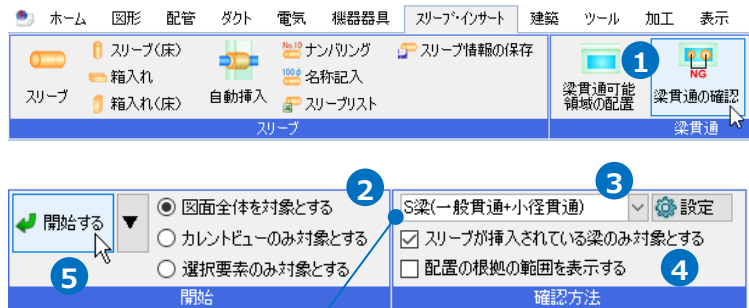 ホーム 図形 配管 ダクト 電気 機器器具 スリーブ・インサート 建築 ツール 加工 表示
スリーブ
スリーブ(床)
箱入れ
箱入れ(床)
自動挿入
No.10 ナンバリング
100φ 名称記入
スリーブリスト
スリーブ情報の保存
スリーブ
梁貫通可能
領域の配置
1
NG
梁貫通の確認
梁貫通
開始する
5
2
図面全体を対象とする
カレントビューのみ対象とする
選択要素のみ対象とする
開始
3
S梁(一般貫通+小径貫通)
設定
スリーブが挿入されている梁のみ対象とする
配置の根拠の範囲を表示する
4
確認方法